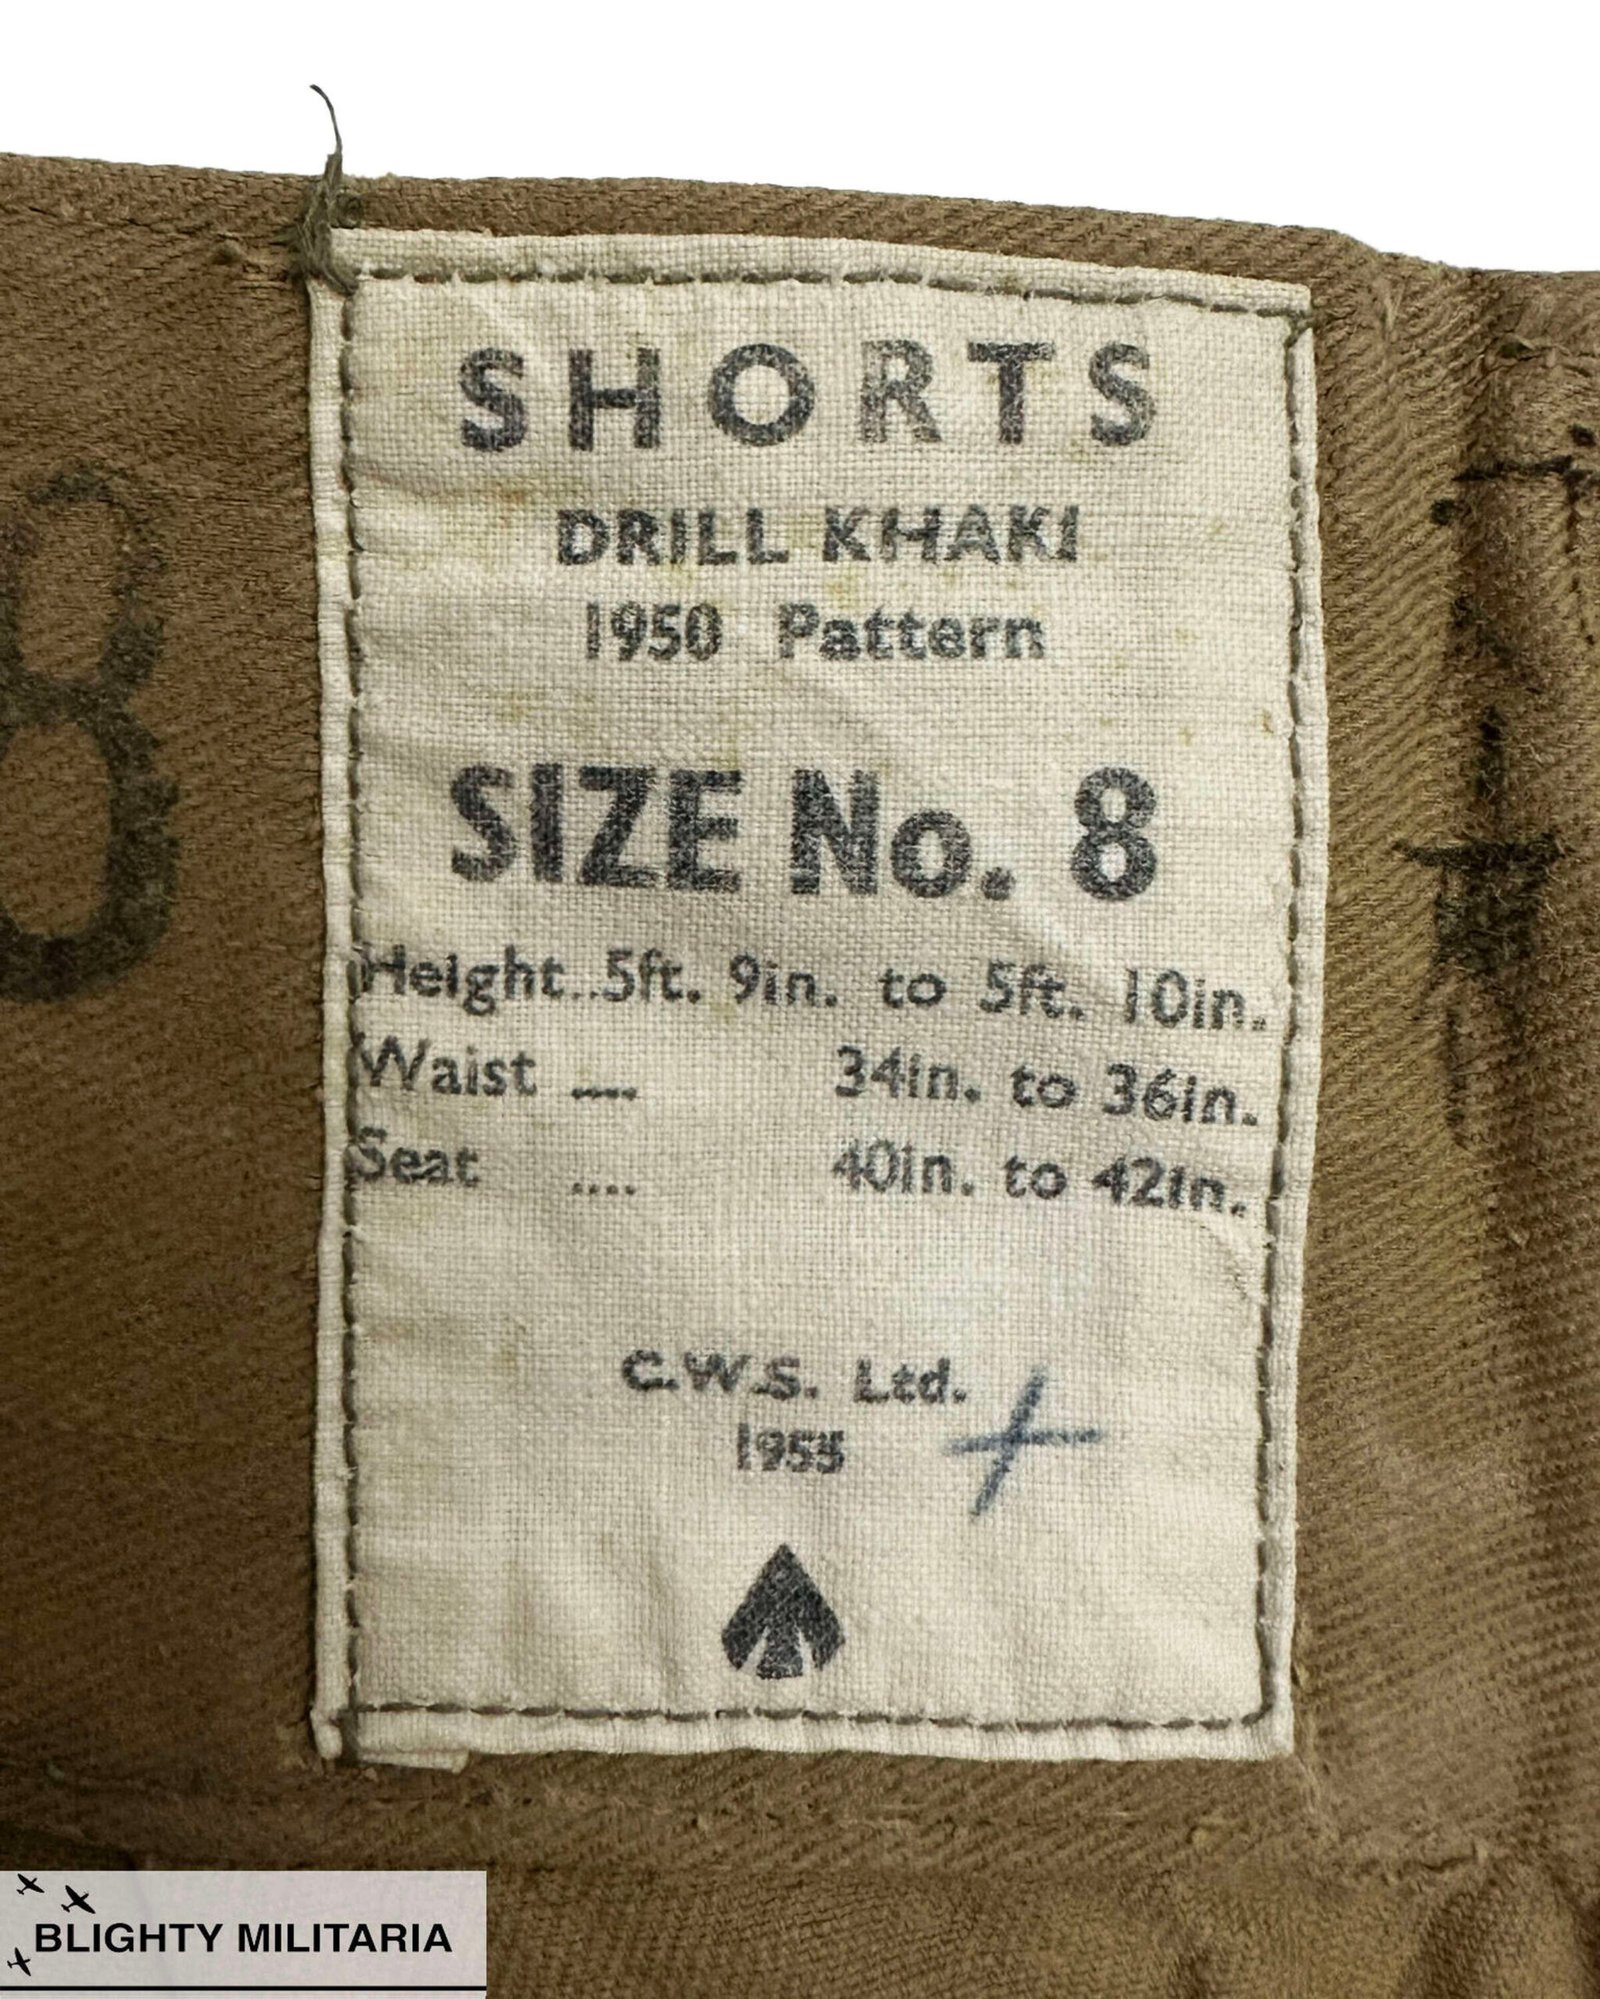 SHORTS
DRILL KHAKI
1950 Pattern
SIZE No. 8
Height..5ft. 9in. to 5ft. 10in.
Waist .... 34in. to 36in.
Seat .... 40in. to 42in.
C.W.S. Ltd.
1955
8
BLIGHTY MILITARIA